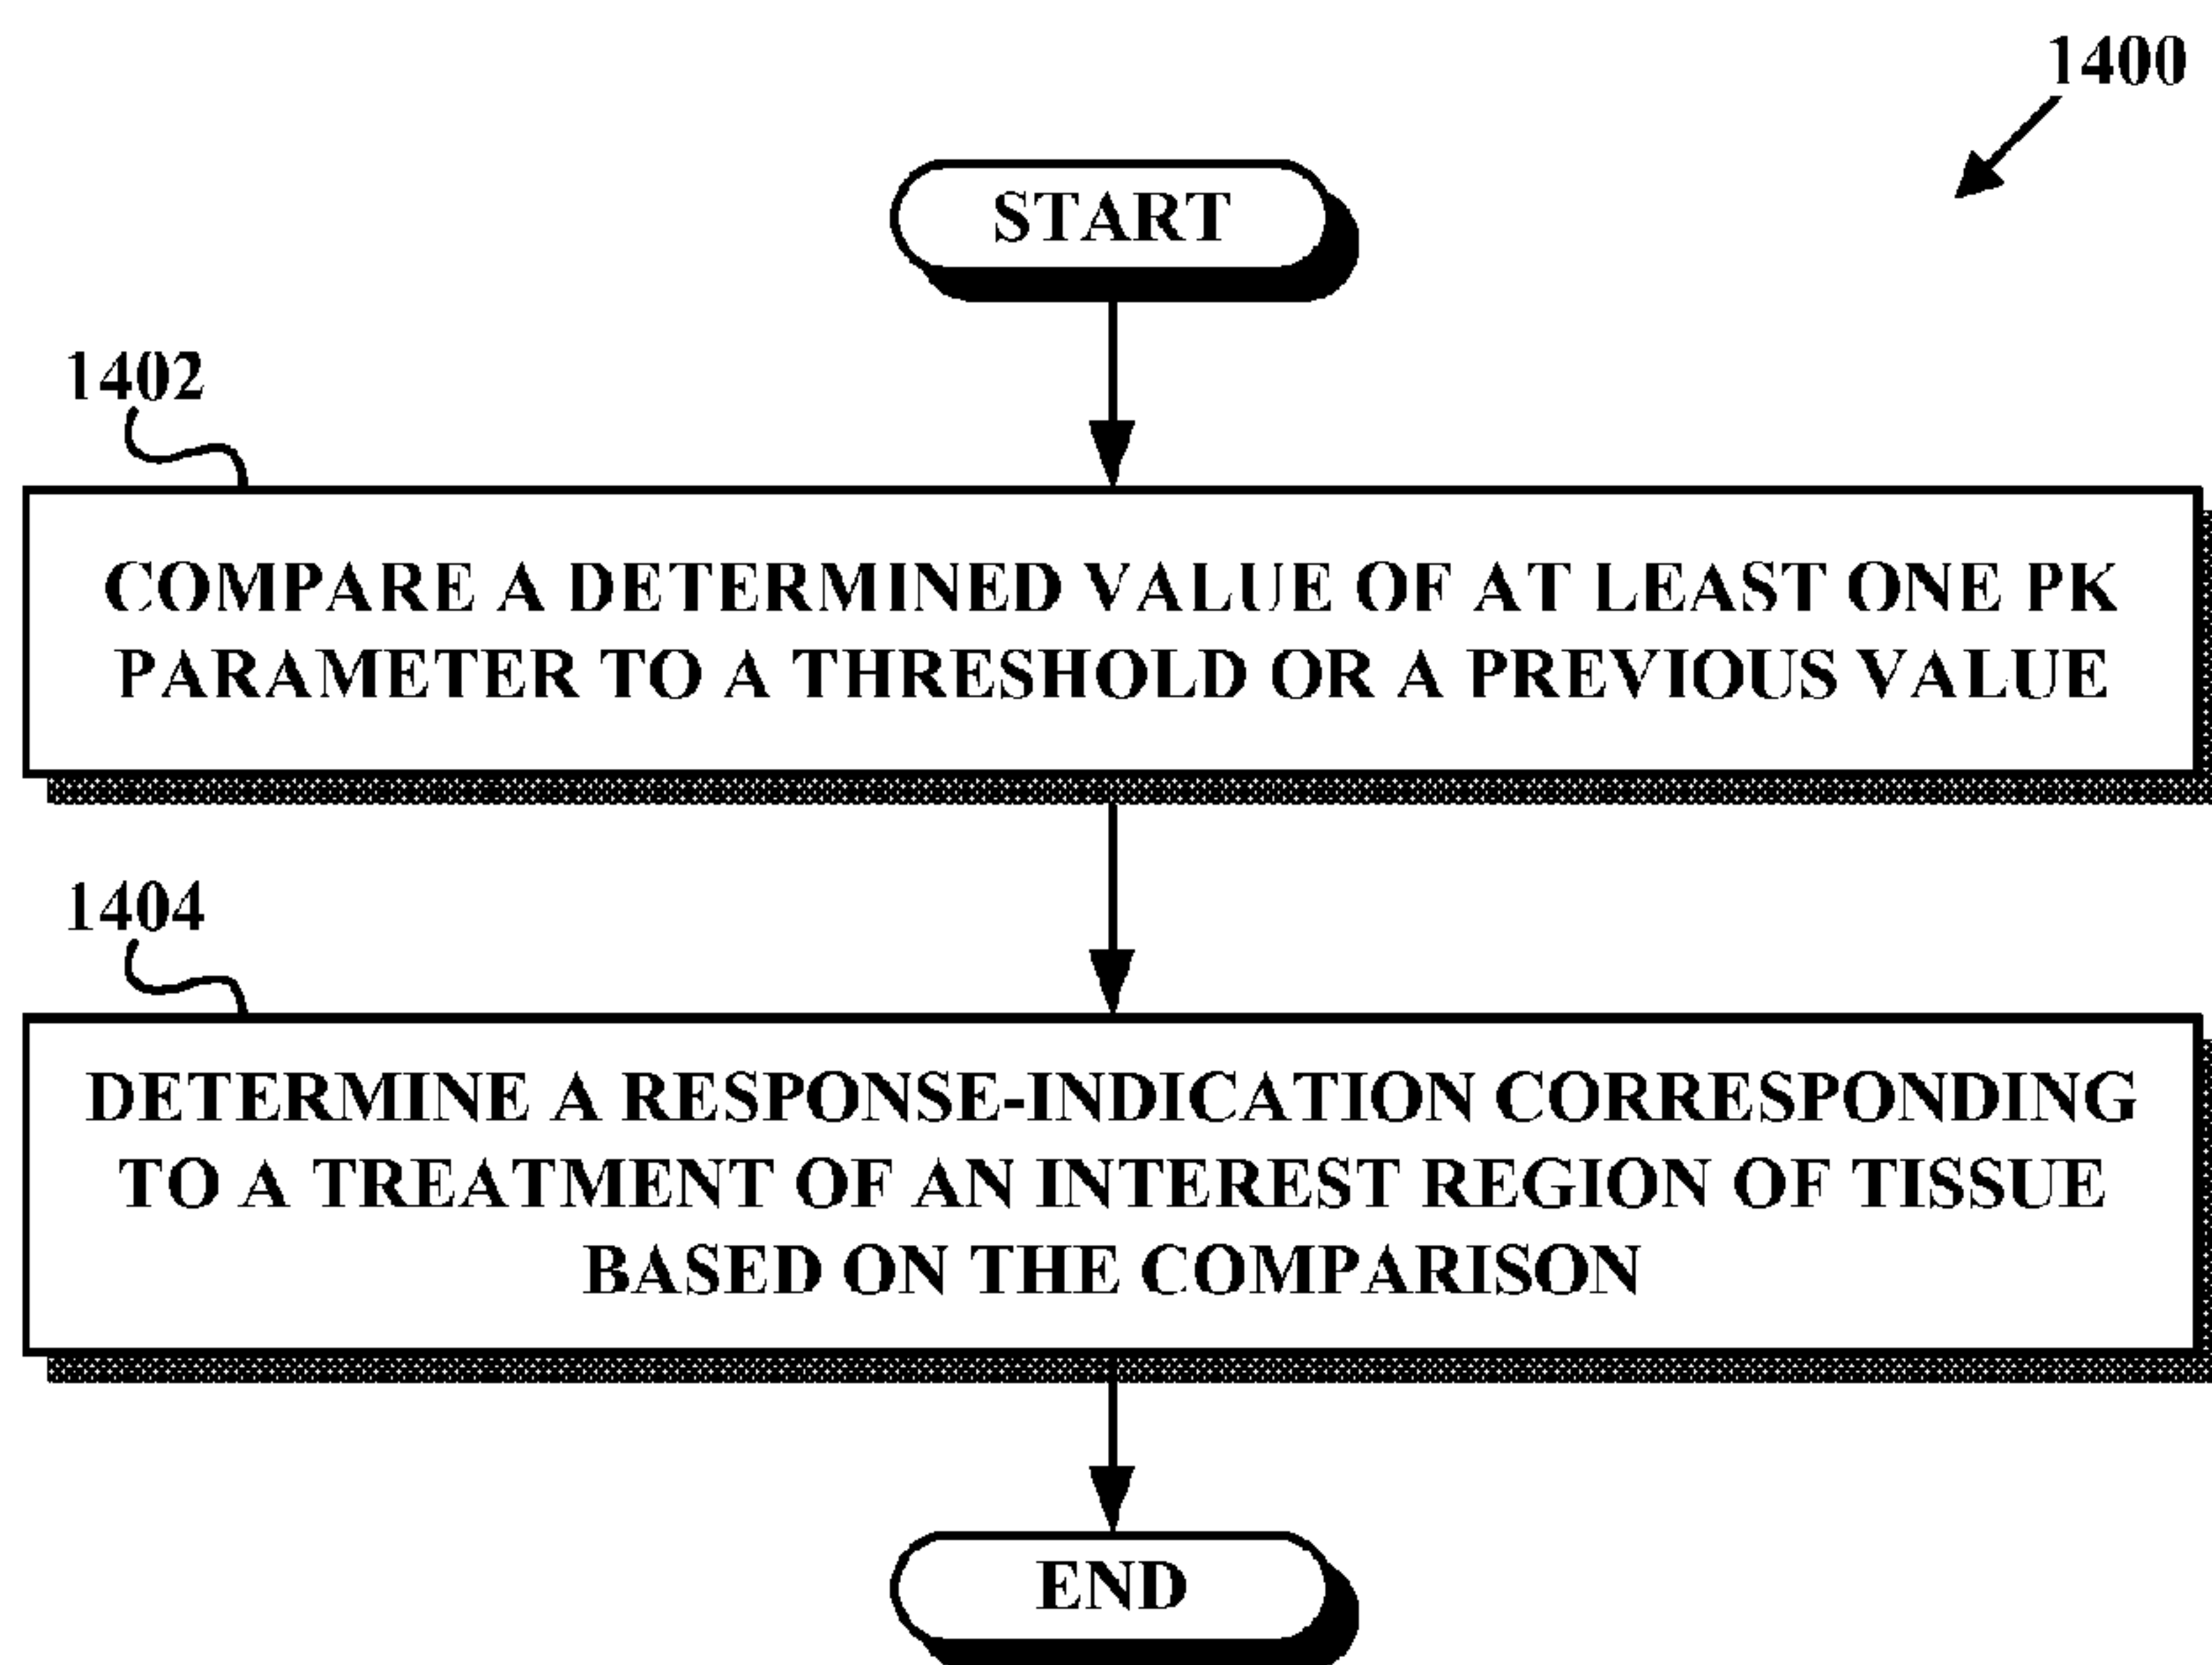 1400
START
1402
COMPARE A DETERMINED VALUE OF AT LEAST ONE PK
PARAMETER TO A THRESHOLD OR A PREVIOUS VALUE
1404
DETERMINE A RESPONSE-INDICATION CORRESPONDING
TO A TREATMENT OF AN INTEREST REGION OF TISSUE
BASED ON THE COMPARISON
END